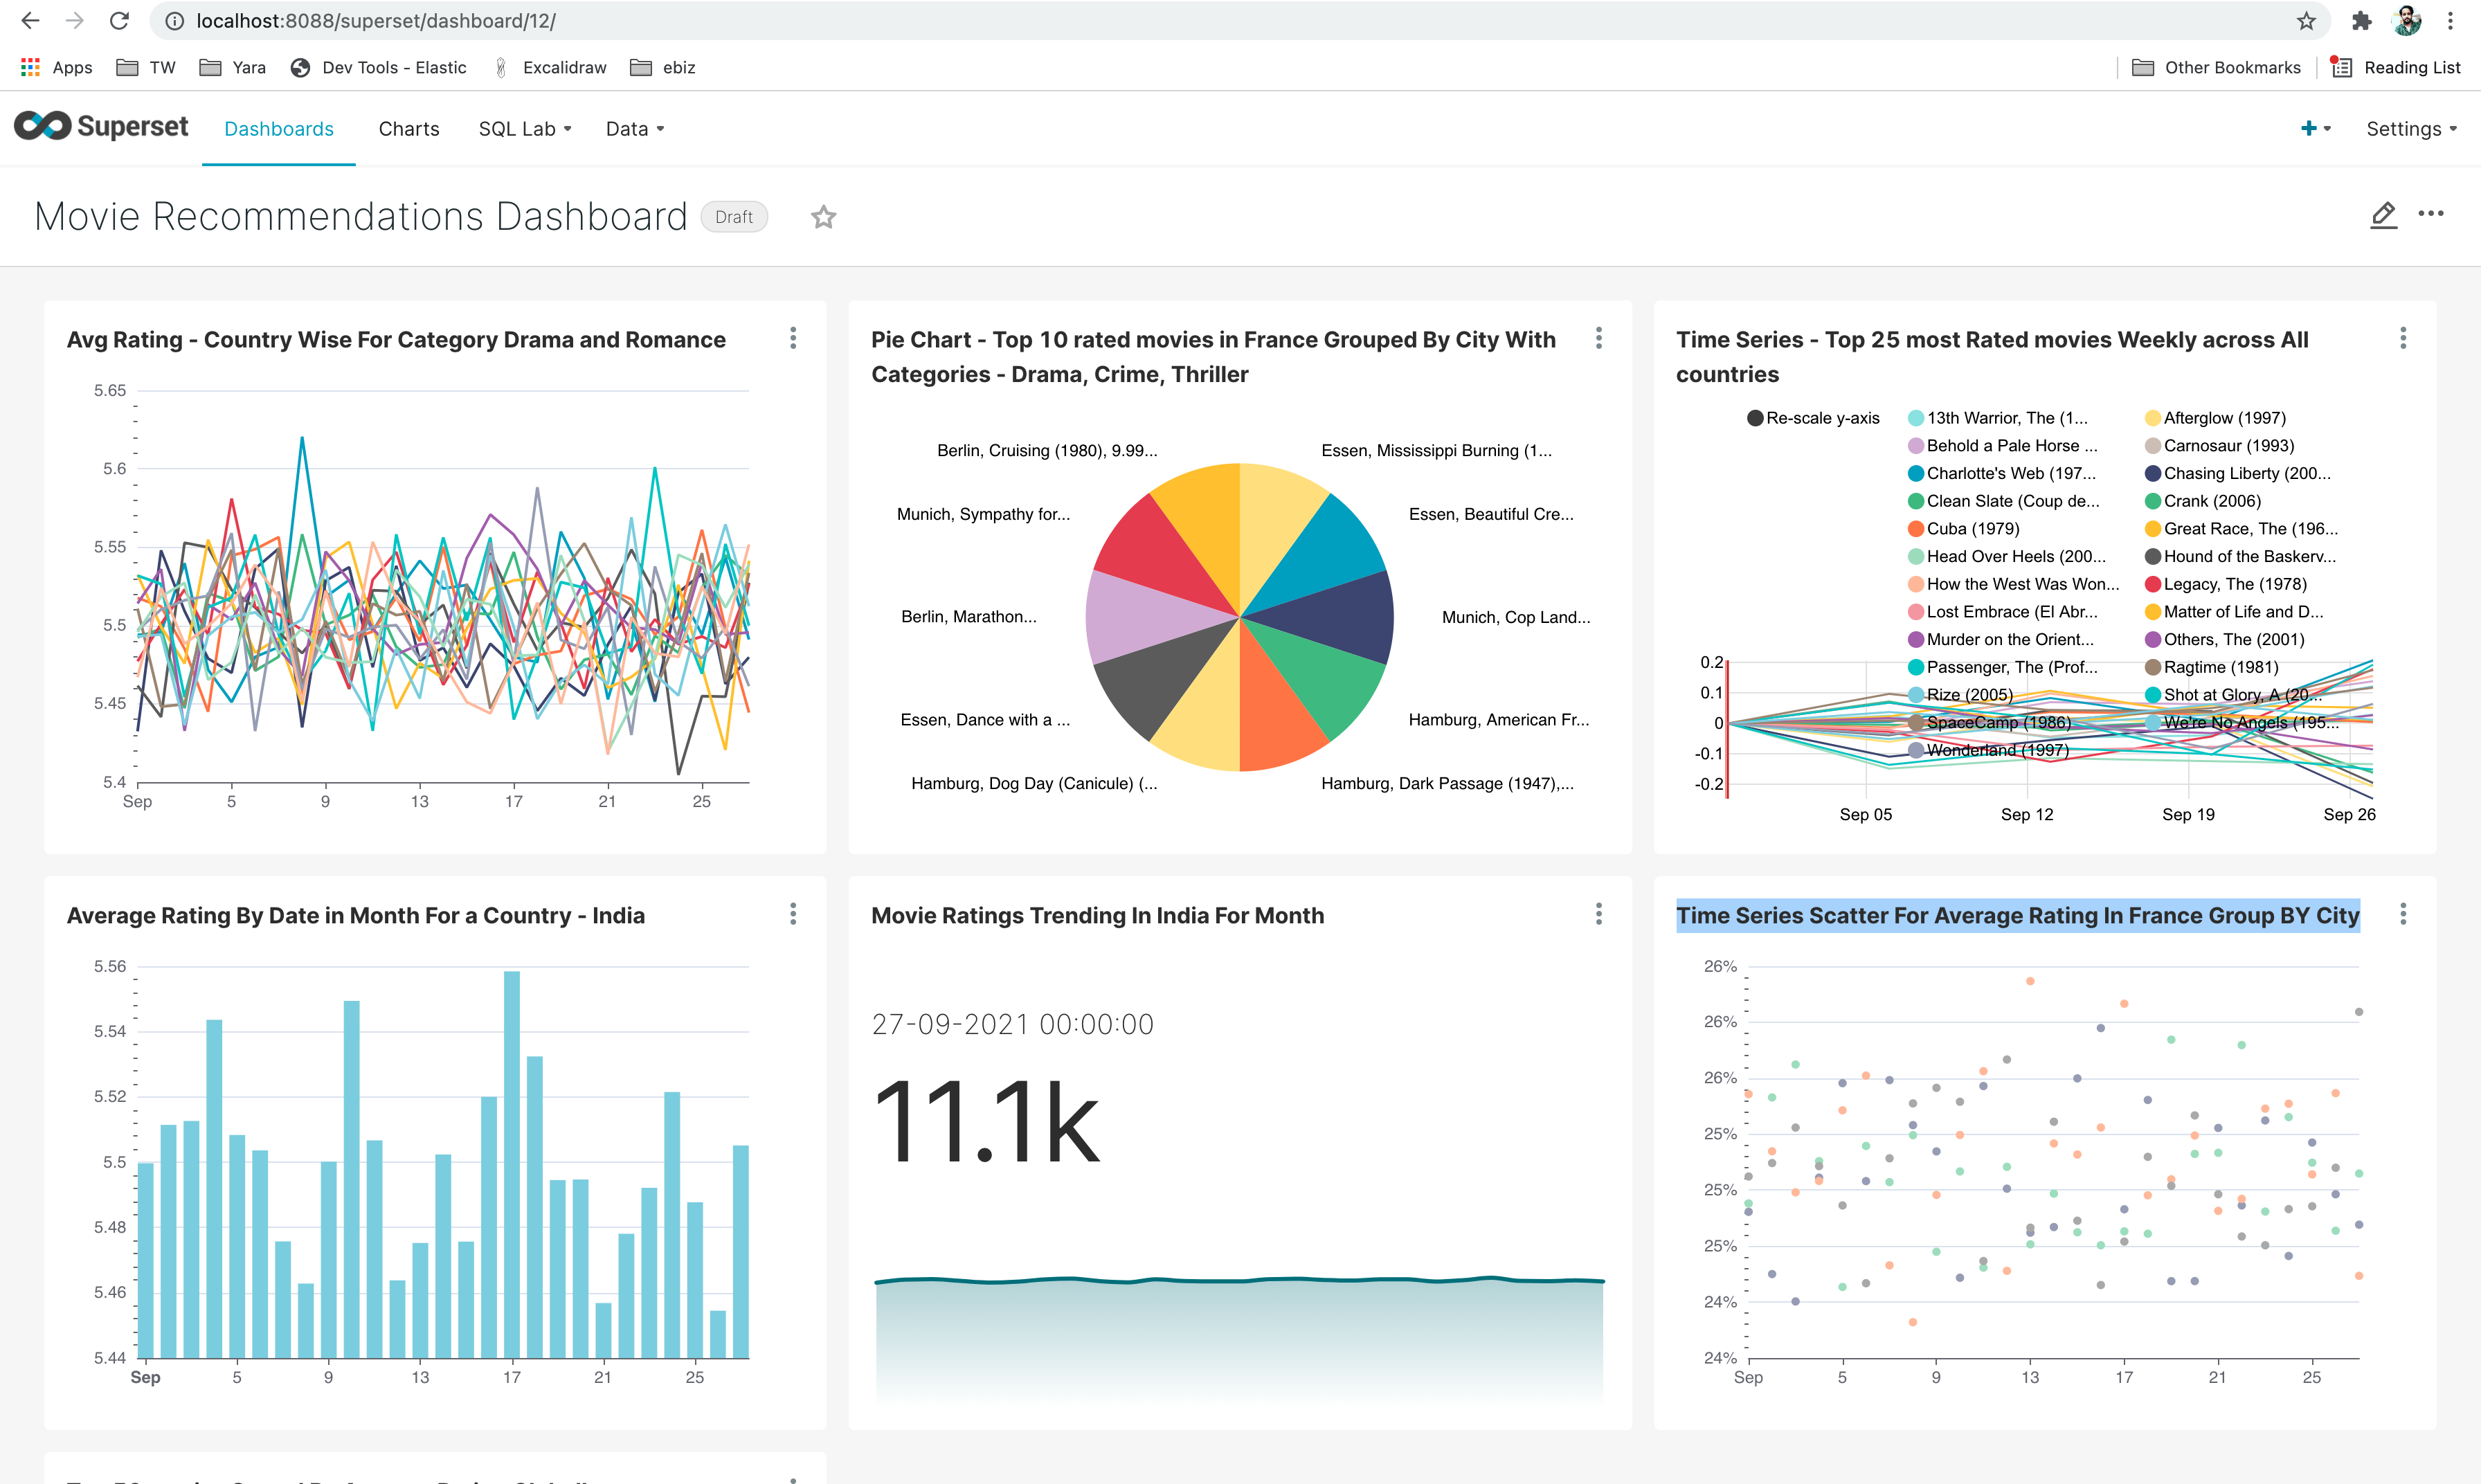 localhost:8088/superset/dashboard/12/
Apps TW Yara Dev Tools - Elastic Excalidraw ebiz Other Bookmarks Reading List
Superset Dashboards Charts SQL Lab Data + Settings
Movie Recommendations Dashboard Draft
Avg Rating - Country Wise For Category Drama and Romance
5.65
5.6
5.55
5.5
5.45
5.4
Sep 5 9 13 17 21 25
Pie Chart - Top 10 rated movies in France Grouped By City With
Categories - Drama, Crime, Thriller
Berlin, Cruising (1980), 9.99...
Essen, Mississippi Burning (1...
Munich, Sympathy for...
Essen, Beautiful Cre...
Berlin, Marathon...
Munich, Cop Land...
Essen, Dance with a ...
Hamburg, American Fr...
Hamburg, Dog Day (Canicule) (...
Hamburg, Dark Passage (1947),...
Time Series - Top 25 most Rated movies Weekly across All
countries
Re-scale y-axis 13th Warrior, The (1... Afterglow (1997)
Behold a Pale Horse ... Carnosaur (1993)
Charlotte's Web (197... Chasing Liberty (200...
Clean Slate (Coup de... Crank (2006)
Cuba (1979) Great Race, The (196...
Head Over Heels (200... Hound of the Baskerv...
How the West Was Won... Legacy, The (1978)
Lost Embrace (El Abr... Matter of Life and D...
Murder on the Orient... Others, The (2001)
Passenger, The (Prof... Ragtime (1981)
Rize (2005) Shot at Glory, A (20...
SpaceCamp (1986) We're No Angels (195...
Wonderland (1997)
0.2
0.1
0
-0.1
-0.2
Sep 05 Sep 12 Sep 19 Sep 26
Average Rating By Date in Month For a Country - India
5.56
5.54
5.52
5.5
5.48
5.46
5.44
Sep 5 9 13 17 21 25
Movie Ratings Trending In India For Month
27-09-2021 00:00:00
11.1k
Time Series Scatter For Average Rating In France Group BY City
26%
26%
26%
25%
25%
25%
24%
24%
Sep 5 9 13 17 21 25